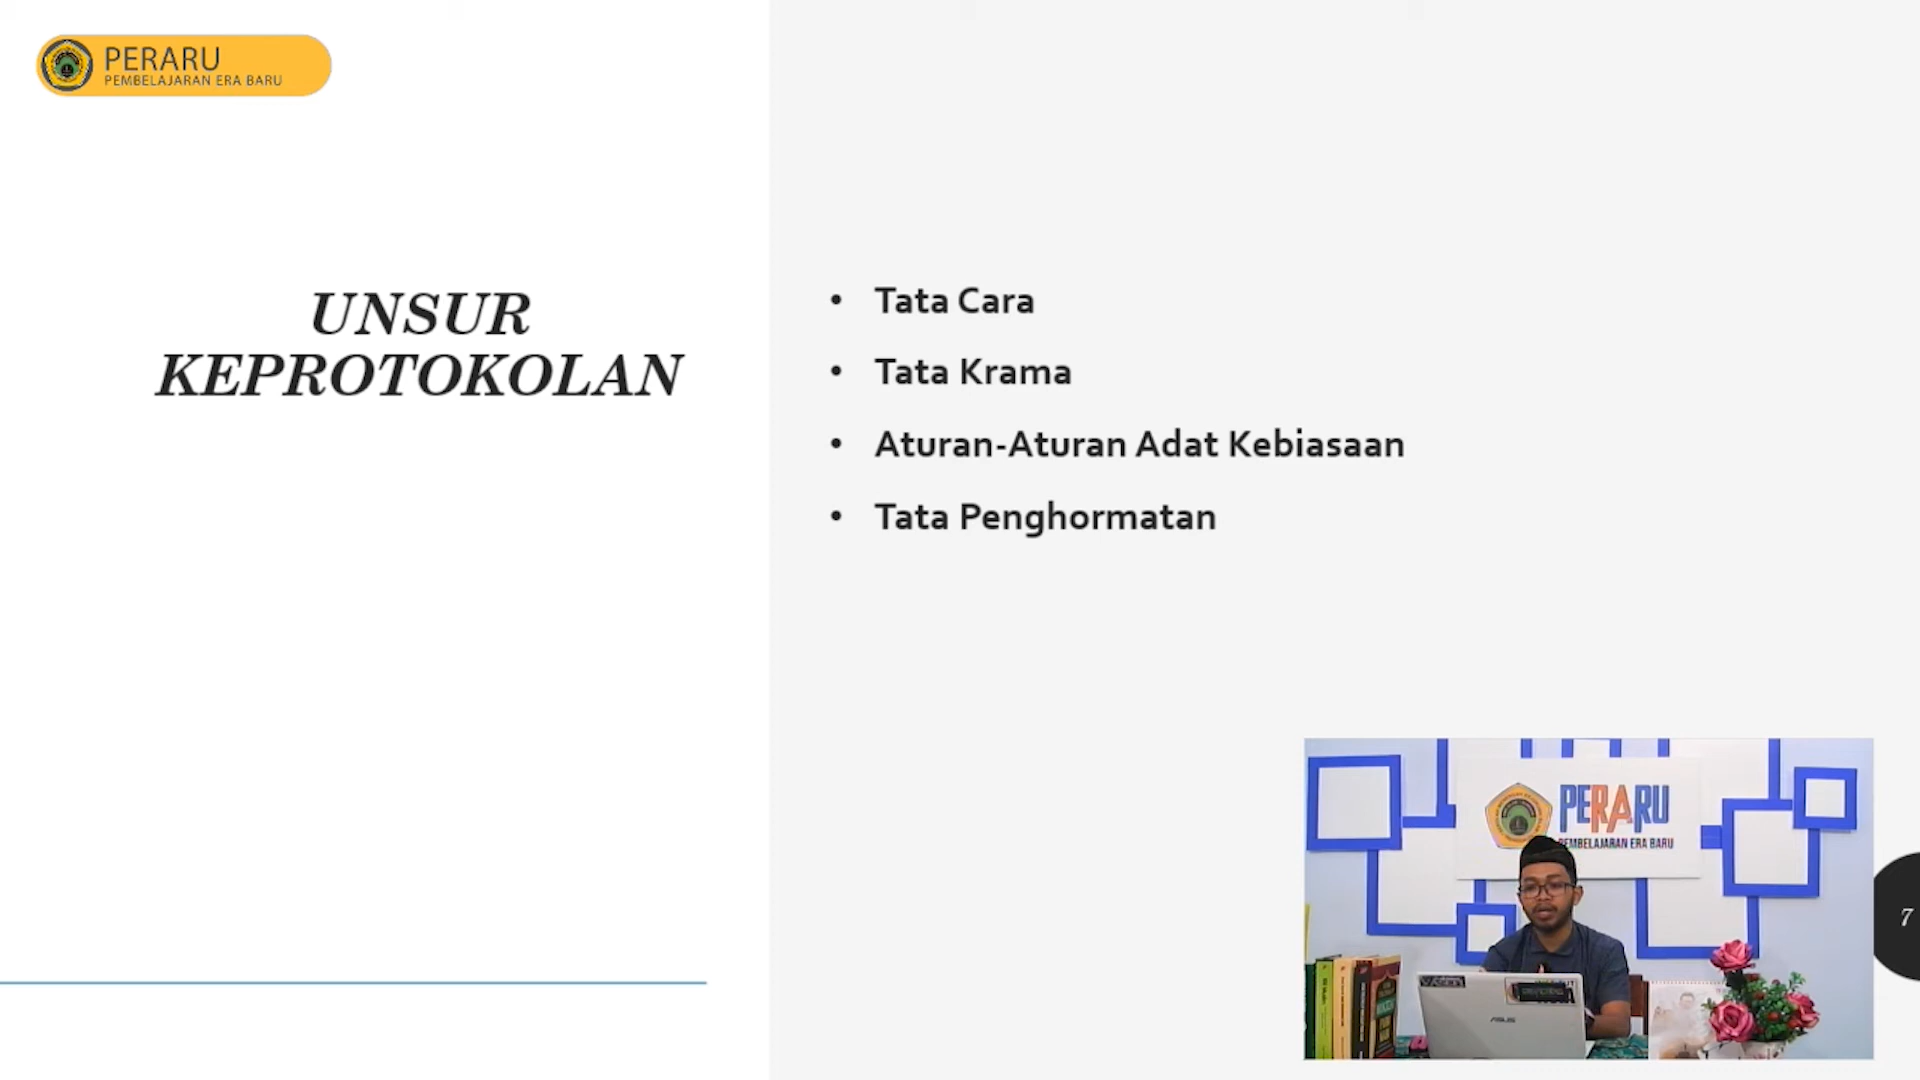 PERARU
PEMBELAJARAN ERA BARU
UNSUR
KEPROTOKOLAN
• Tata Cara
• Tata Krama
• Aturan-Aturan Adat Kebiasaan
• Tata Penghormatan
PERARU
PEMBELAJARAN ERA BARU
ASUS
7